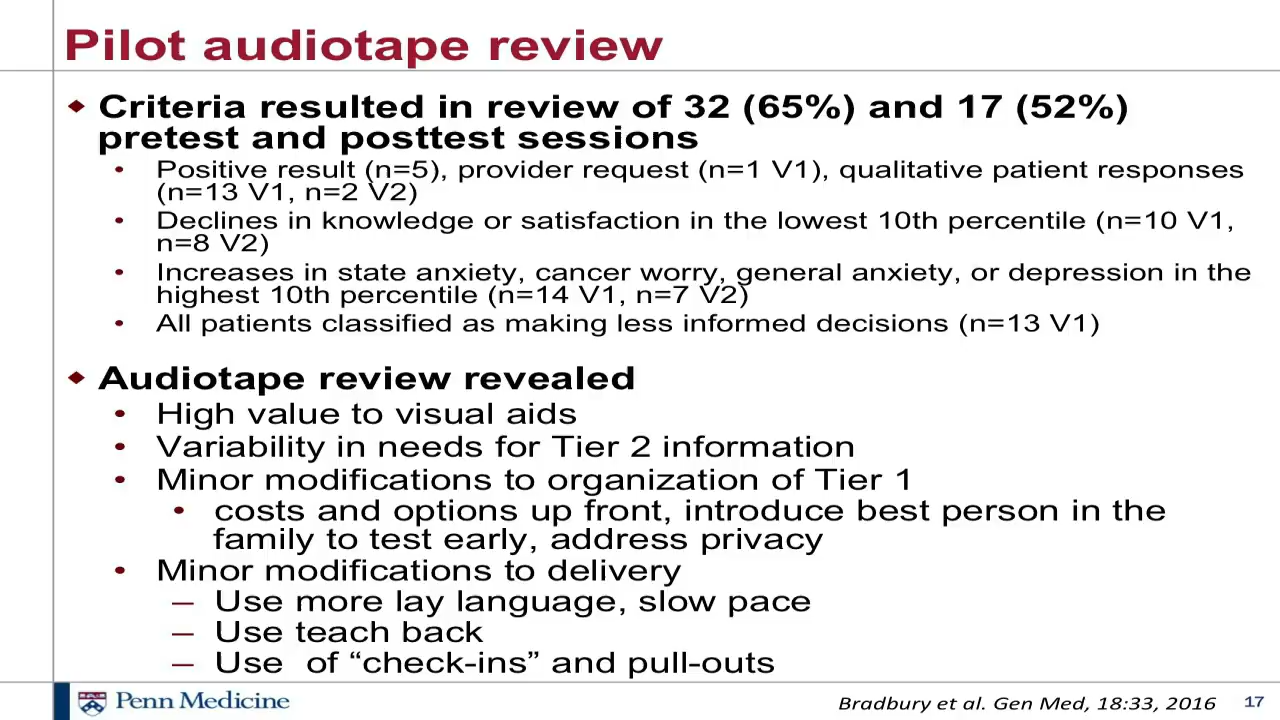 Pilot audiotape review
Criteria resulted in review of 32 (65%) and 17 (52%)
pretest and posttest sessions
Positive result (n=5), provider request (n=1 V1), qualitative patient responses
(n=13 V1, n=2 V2)
Declines in knowledge or satisfaction in the lowest 10th percentile (n=10 V1,
n=8 V2)
Increases in state anxiety, cancer worry, general anxiety, or depression in the
highest 10th percentile (n=14 V1, n=7 V2)
All patients classified as making less informed decisions (n=13 V1)
Audiotape review revealed
High value to visual aids
Variability in needs for Tier 2 information
Minor modifications to organization of Tier 1
costs and options up front, introduce best person in the
family to test early, address privacy
Minor modifications to delivery
– Use more lay language, slow pace
– Use teach back
– Use of “check-ins” and pull-outs
Penn Medicine
Bradbury et al. Gen Med, 18:33, 2016 17